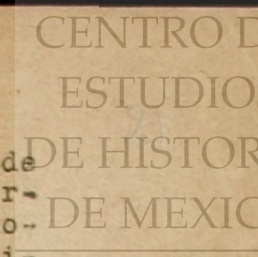 CENTRO D
ESTUDIO
de
DE HISTOR
r-
DE MEXIC
o-